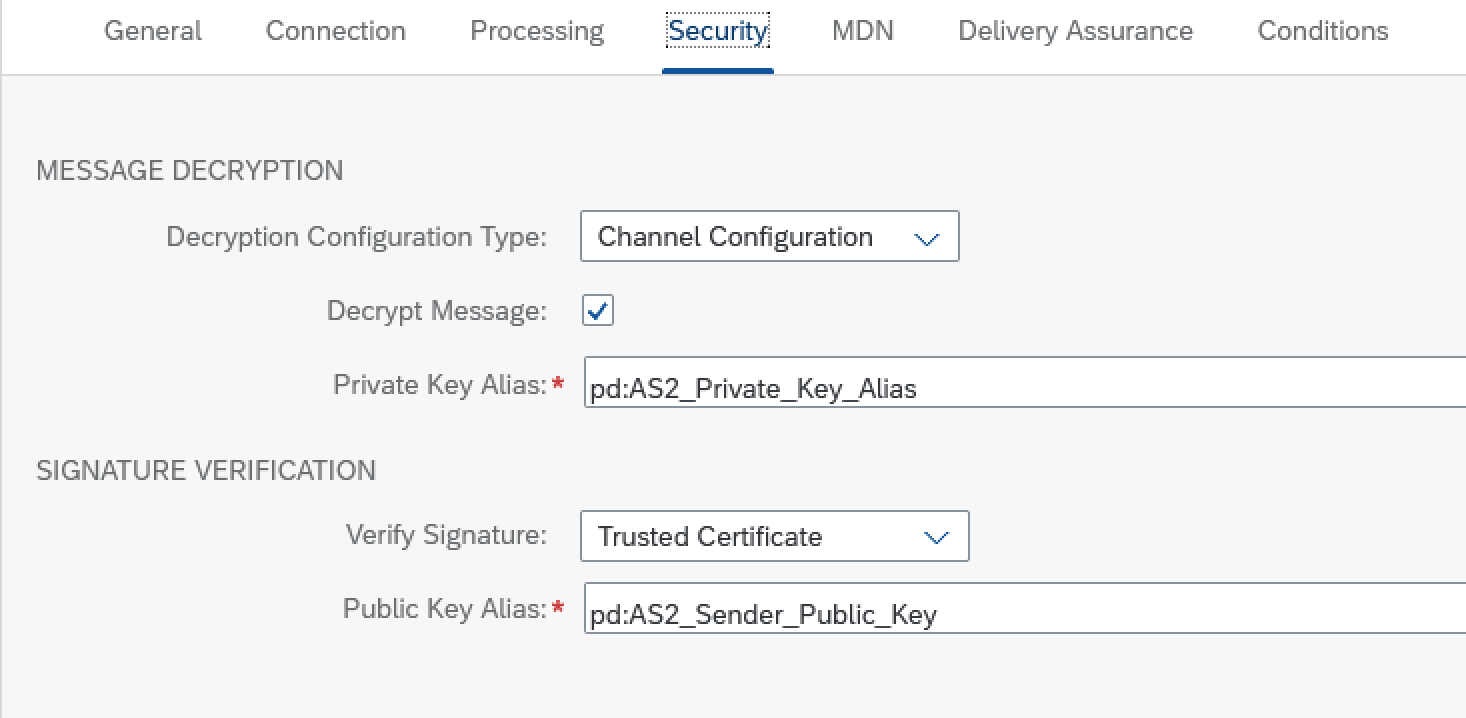 General Connection Processing Security MDN Delivery Assurance Conditions
MESSAGE DECRYPTION
Decryption Configuration Type: Channel Configuration
Decrypt Message:
Private Key Alias:* pd:AS2_Private_Key_Alias
SIGNATURE VERIFICATION
Verify Signature: Trusted Certificate
Public Key Alias:* pd:AS2_Sender_Public_Key